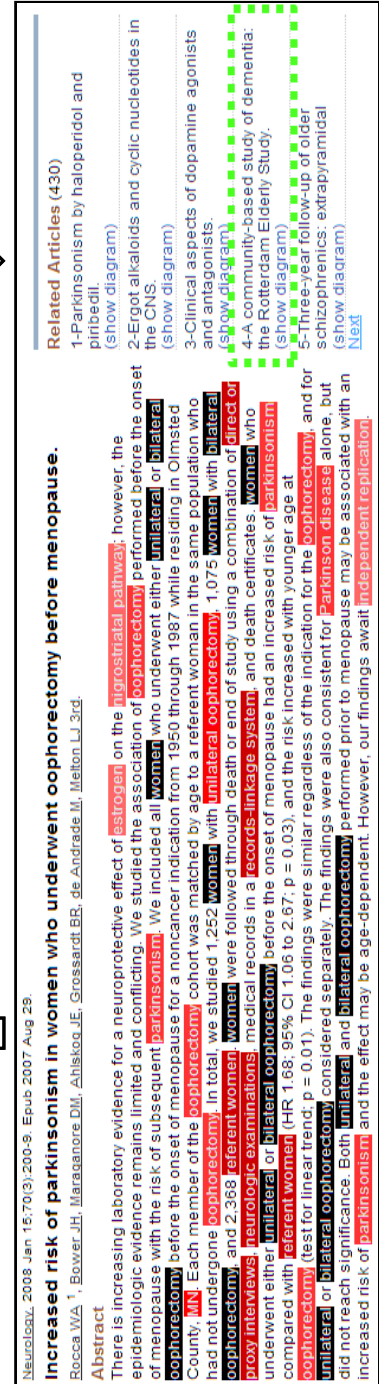 Neurology. 2008 Jan 15;70(3):200-9. Epub 2007 Aug 29.
Increased risk of parkinsonism in women who underwent oophorectomy before menopause.
Rocca WA 1, Bower JH, Maraganore DM, Ahlskog JE, Grossardt BR, de Andrade M, Melton LJ 3rd.
Abstract
There is increasing laboratory evidence for a neuroprotective effect of estrogen on the nigrostriatal pathway; however, the
epidemiologic evidence remains limited and conflicting. We studied the association of oophorectomy performed before the onset
of menopause with the risk of subsequent parkinsonism. We included all women who underwent either unilateral or bilateral
oophorectomy before the onset of menopause for a noncancer indication from 1950 through 1987 while residing in Olmsted
County, MN. Each member of the oophorectomy cohort was matched by age to a referent woman in the same population who
had not undergone oophorectomy. In total, we studied 1,252 women with unilateral oophorectomy, 1,075 women with bilateral
oophorectomy, and 2,368 referent women. women were followed through death or end of study using a combination of direct or
proxy interviews, neurologic examinations, medical records in a records-linkage system, and death certificates. women who
underwent either unilateral or bilateral oophorectomy before the onset of menopause had an increased risk of parkinsonism
compared with referent women (HR 1.68; 95% CI 1.06 to 2.67; p = 0.03), and the risk increased with younger age at
oophorectomy (test for linear trend; p = 0.01). The findings were similar regardless of the indication for the oophorectomy, and for
unilateral or bilateral oophorectomy considered separately. The findings were also consistent for Parkinson disease alone, but
did not reach significance. Both unilateral and bilateral oophorectomy performed prior to menopause may be associated with an
increased risk of parkinsonism and the effect may be age-dependent. However, our findings await independent replication.
Related Articles (430)
1-Parkinsonism by haloperidol and
piribedil.
(show diagram)
2-Ergot alkaloids and cyclic nucleotides in
the CNS.
(show diagram)
3-Clinical aspects of dopamine agonists
and antagonists.
(show diagram)
4-A community-based study of dementia:
the Rotterdam Elderly Study.
(show diagram)
5-Three-year follow-up of older
schizophrenics: extrapyramidal
(show diagram)
Next